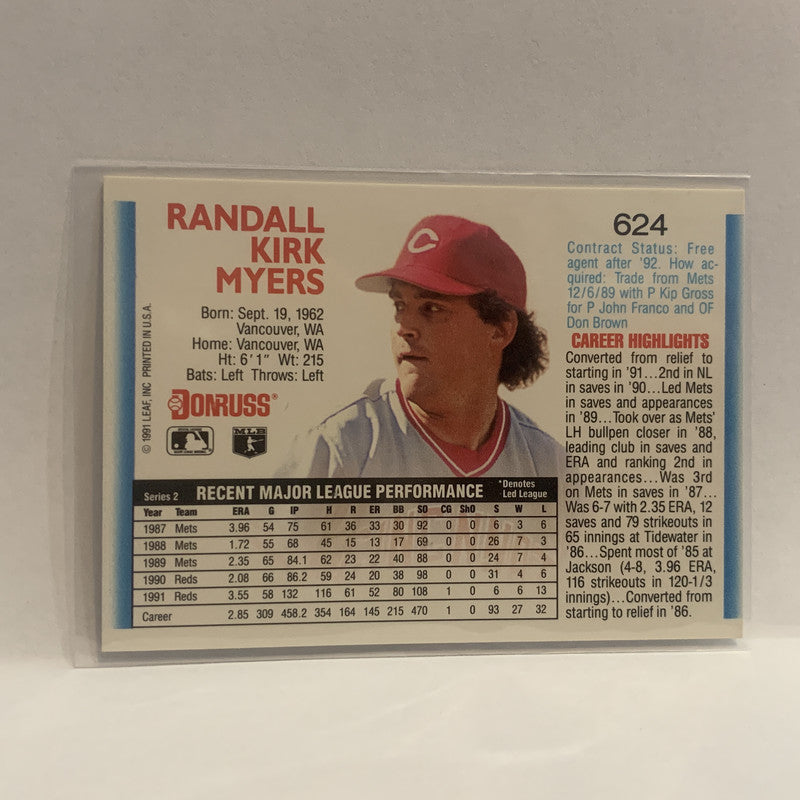 RANDALL
KIRK
MYERS
Born: Sept. 19, 1962
Vancouver, WA
Home: Vancouver, WA
Ht: 6'1" Wt: 215
Bats: Left Throws: Left
DONRUSS
MLB
© 1991 LEAF, INC PRINTED IN U.S.A.
C
624
Contract Status: Free
agent after '92. How ac-
quired: Trade from Mets
12/6/89 with P Kip Gross
for P John Franco and OF
Don Brown
CAREER HIGHLIGHTS
Converted from relief to
starting in '91...2nd in NL
in saves in '90...Led Mets
in saves and appearances
in '89...Took over as Mets'
LH bullpen closer in '88,
leading club in saves and
ERA and ranking 2nd in
appearances...Was 3rd
on Mets in saves in '87...
Was 6-7 with 2.35 ERA, 12
saves and 79 strikeouts in
65 innings at Tidewater in
'86...Spent most of '85 at
Jackson (4-8, 3.96 ERA,
116 strikeouts in 120-1/3
innings)...Converted from
starting to relief in '86.
Series 2 RECENT MAJOR LEAGUE PERFORMANCE *Denotes
Led League
Year Team ERA G IP H R ER BB SO CG ShO S W L
1987 Mets 3.96 54 75 61 36 33 30 92 0 0 6 3 6
1988 Mets 1.72 55 68 45 15 13 17 69 0 0 26 7 3
1989 Mets 2.35 65 84.1 62 23 22 40 88 0 0 24 7 4
1990 Reds 2.08 66 86.2 59 24 20 38 98 0 0 31 4 6
1991 Reds 3.55 58 132 116 61 52 80 108 1 0 6 6 13
Career 2.85 309 458.2 354 164 145 215 470 1 0 93 27 32